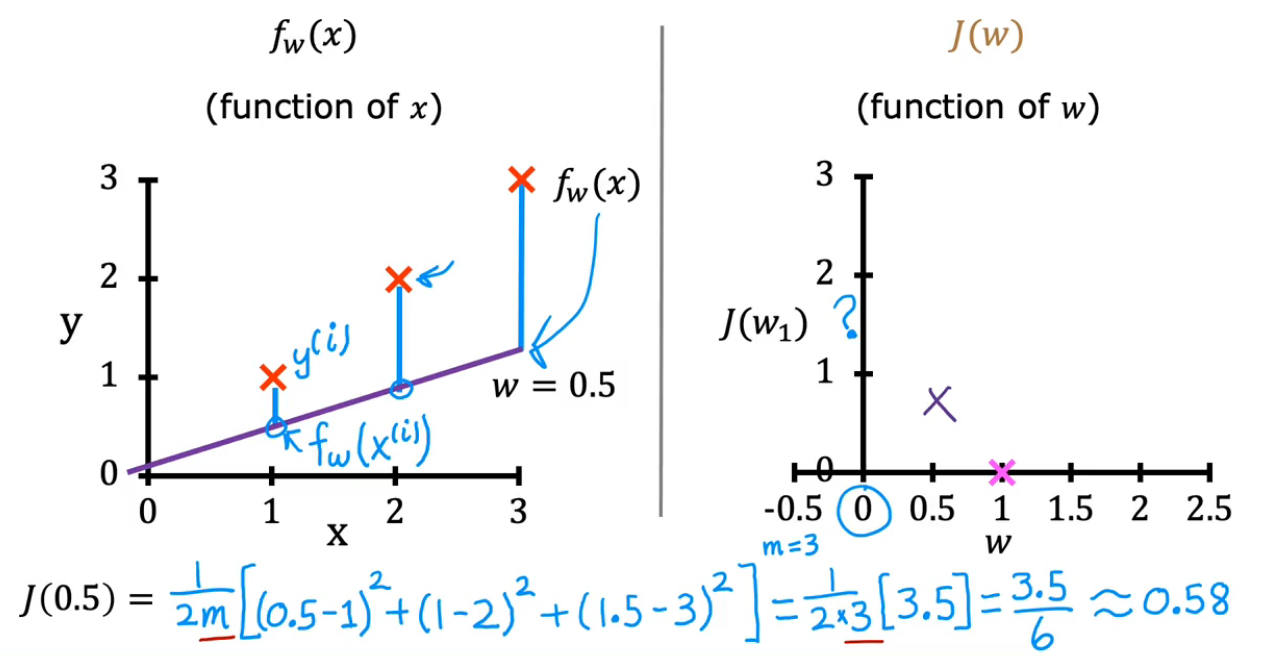 f_w(x)
(function of x)
3
2
y
1
0
0 1 2 3
x
y^(i)
f_w(x^(i))
f_w(x)
w = 0.5
J(w)
(function of w)
3
2
J(w₁) ?
1
0
-0.5 0 0.5 1 1.5 2 2.5
w
m=3
J(0.5) = 1/2m [(0.5-1)² + (1-2)² + (1.5-3)²] = 1/2×3 [3.5] = 3.5/6 ≈ 0.58